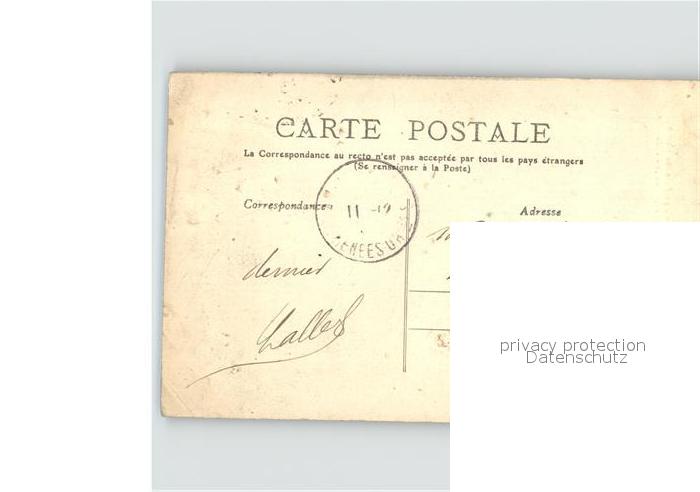 CARTE POSTALE
La Correspondance au recto n'est pas acceptée par tous les pays étrangers
(Se renseigner à la Poste)
Correspondance
Adresse
11 -19
dernier
privacy protection
Datenschutz